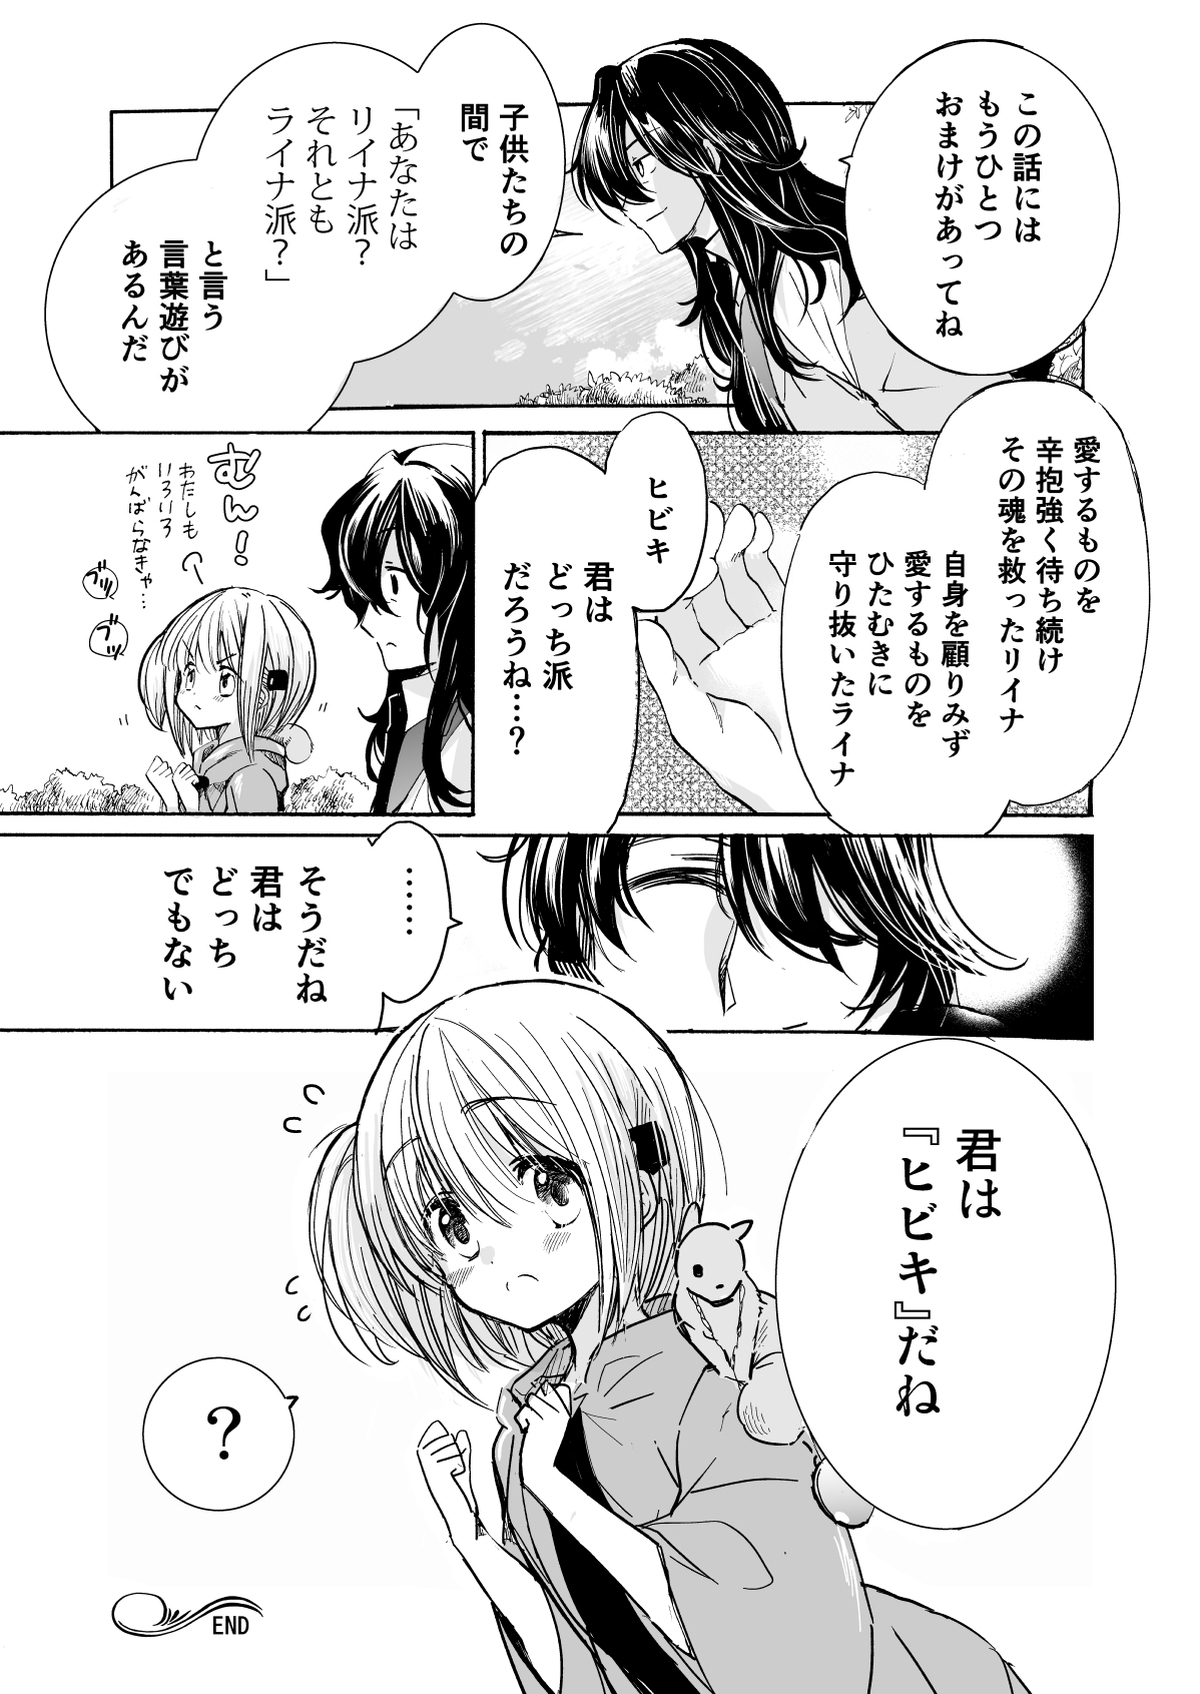 この話には
もうひとつ
おまけがあってね
子供たちの
間で
「あなたは
リイナ派？
それとも
ライナ派？」
と言う
言葉遊びが
あるんだ
愛するものを
辛抱強く待ち続け
その魂を救ったリイナ
自身を顧りみず
愛するものを
ひたむきに
守り抜いたライナ
ヒビキ
君は
どっち派
だろうね…？
むん！
わたしも
いろいろ
がんばらなきゃ…
ブツッ
ブツッ
……
そうだね
君は
どっち
でもない
君は
『ヒビキ』だね
？
END